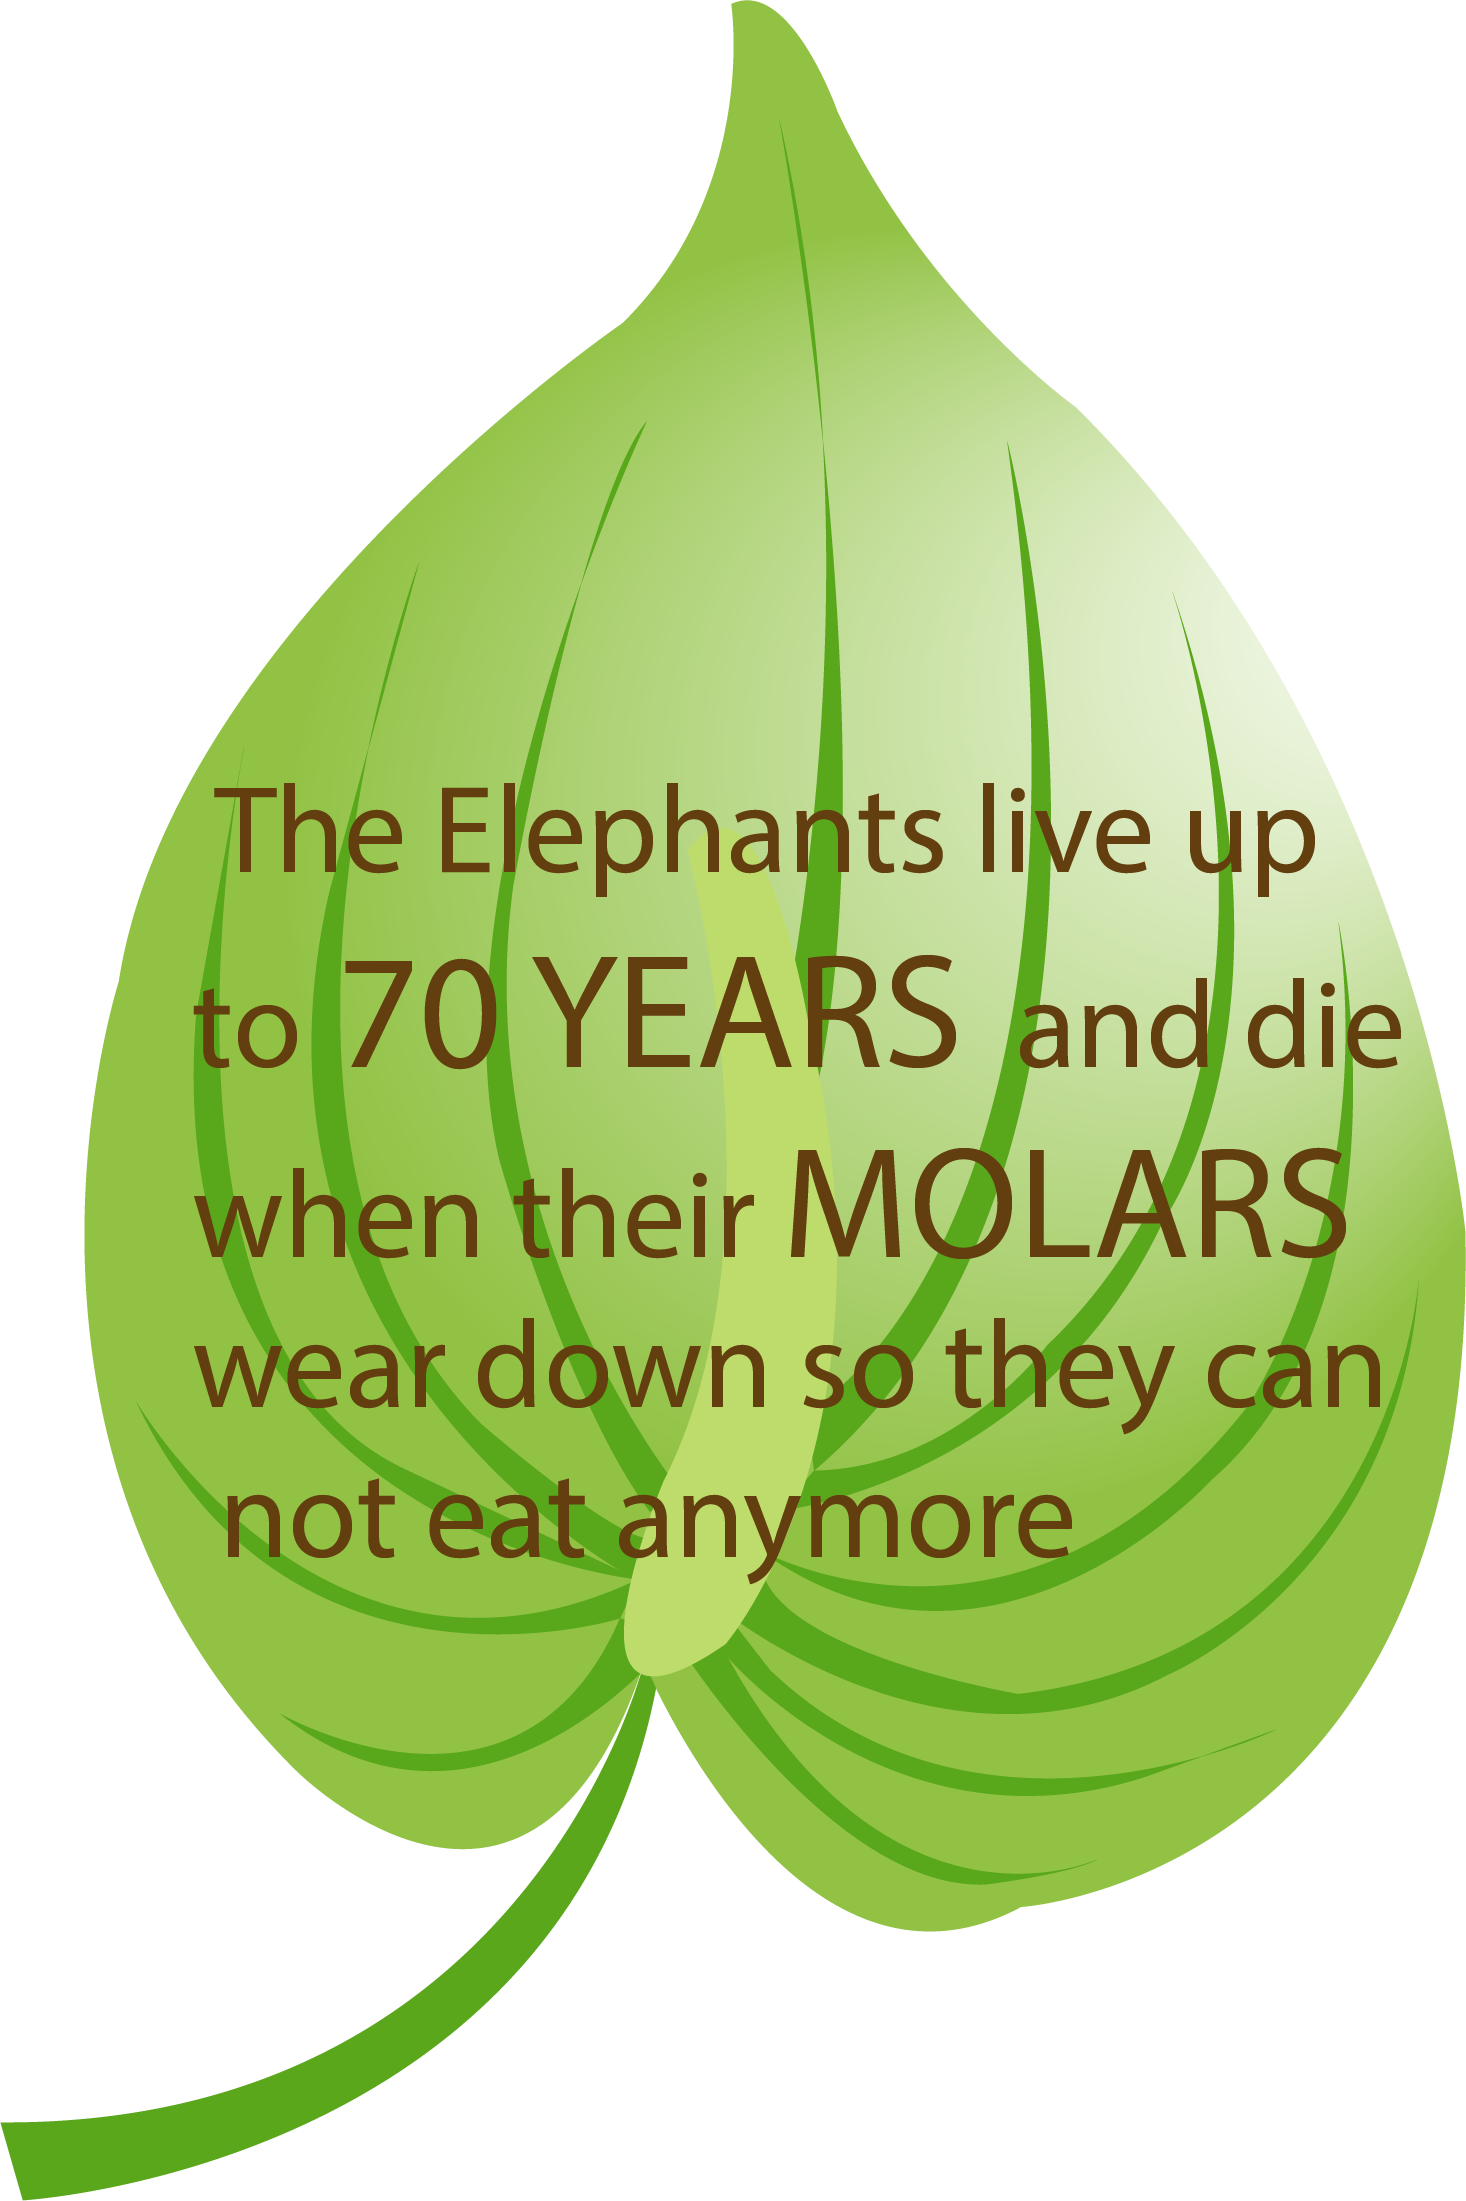 The Elephants live up
to 70 YEARS and die
when their MOLARS
wear down so they can
not eat anymore